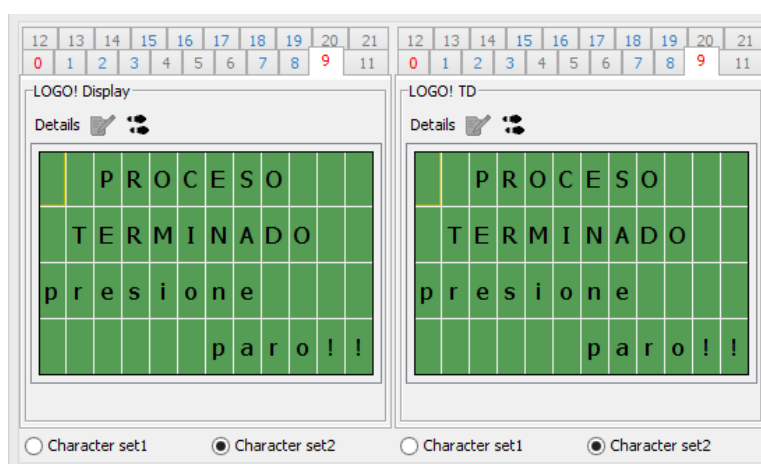 12 13 14 15 16 17 18 19 20 21
0 1 2 3 4 5 6 7 8 9 11
LOGO! Display
Details
PROCESO
TERMINADO
presione
paro!!
Character set1 Character set2
12 13 14 15 16 17 18 19 20 21
0 1 2 3 4 5 6 7 8 9 11
LOGO! TD
Details
PROCESO
TERMINADO
presione
paro!!
Character set1 Character set2